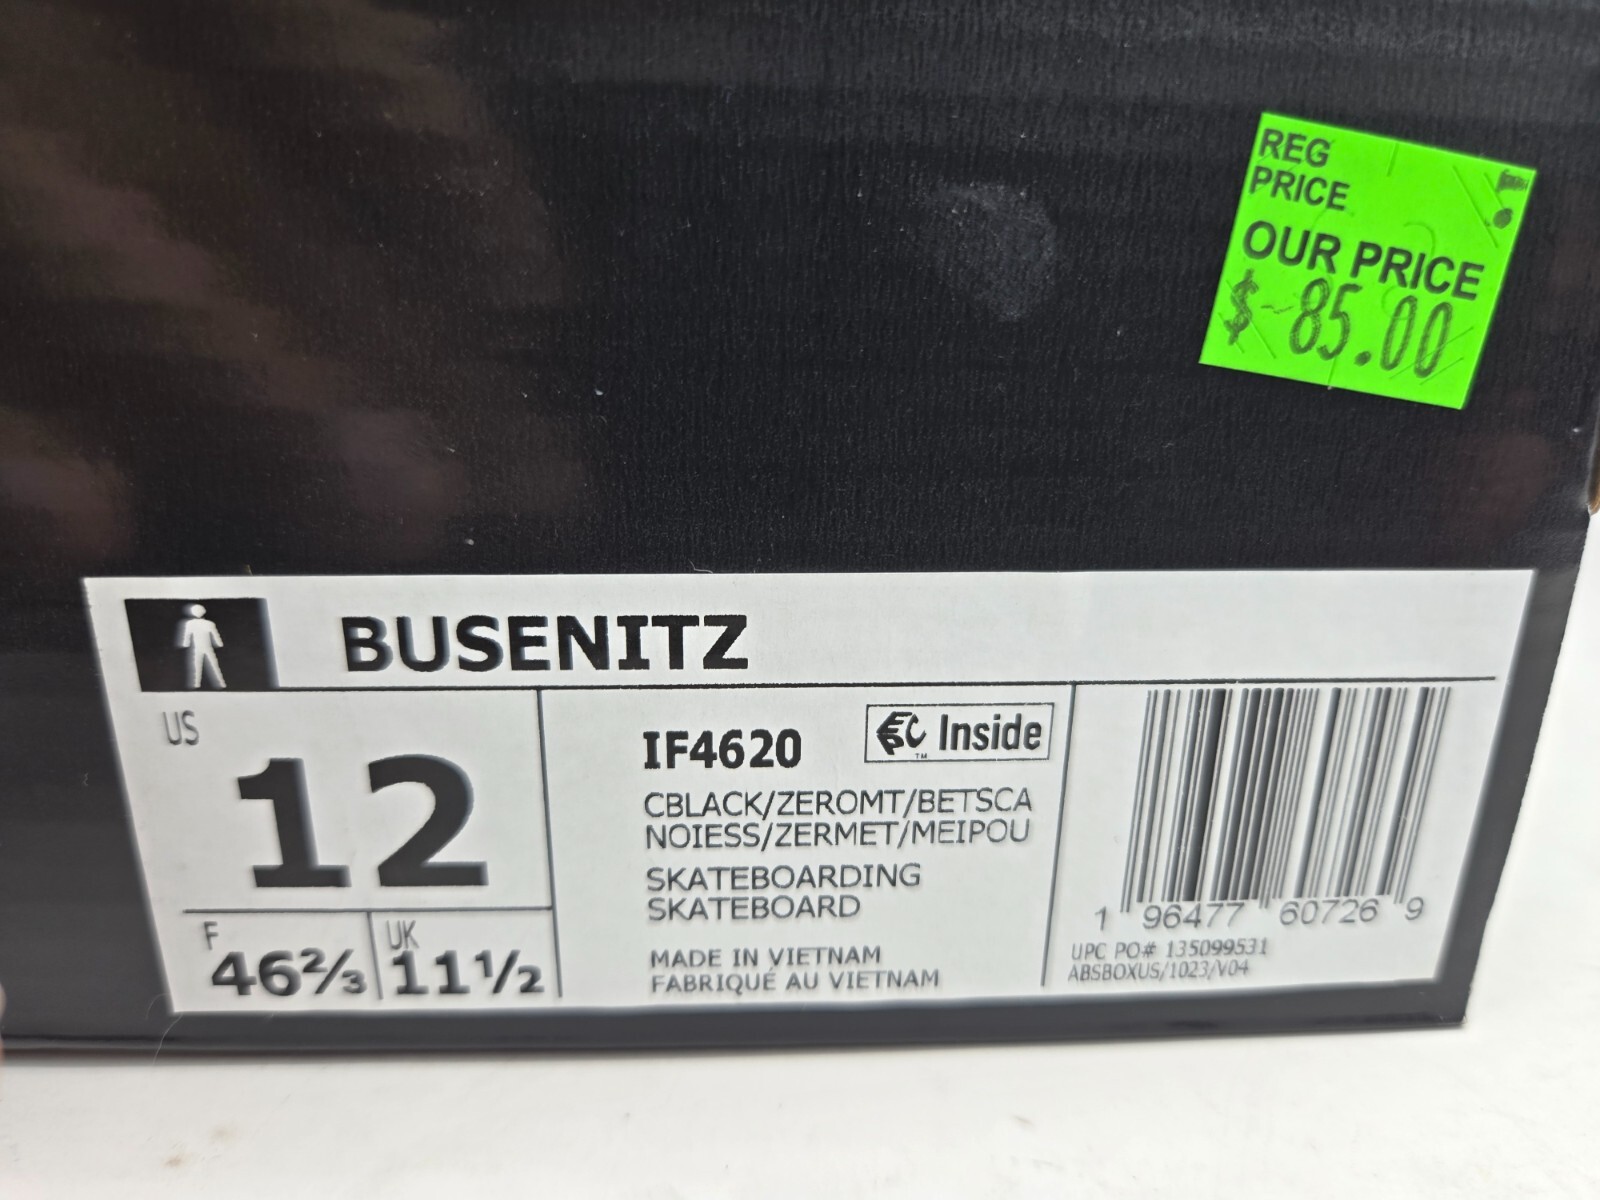 REG
PRICE
OUR PRICE
$-85.00
BUSENITZ
US
12
F
46⅔
UK
11½
IF4620
EPC™ Inside
CBLACK/ZEROMT/BETSCA
NOIESS/ZERMET/MEIPOU
SKATEBOARDING
SKATEBOARD
MADE IN VIETNAM
FABRIQUÉ AU VIETNAM
1 96477 60726 9
UPC PO# 135099531
ABSBOXUS/1023/V04